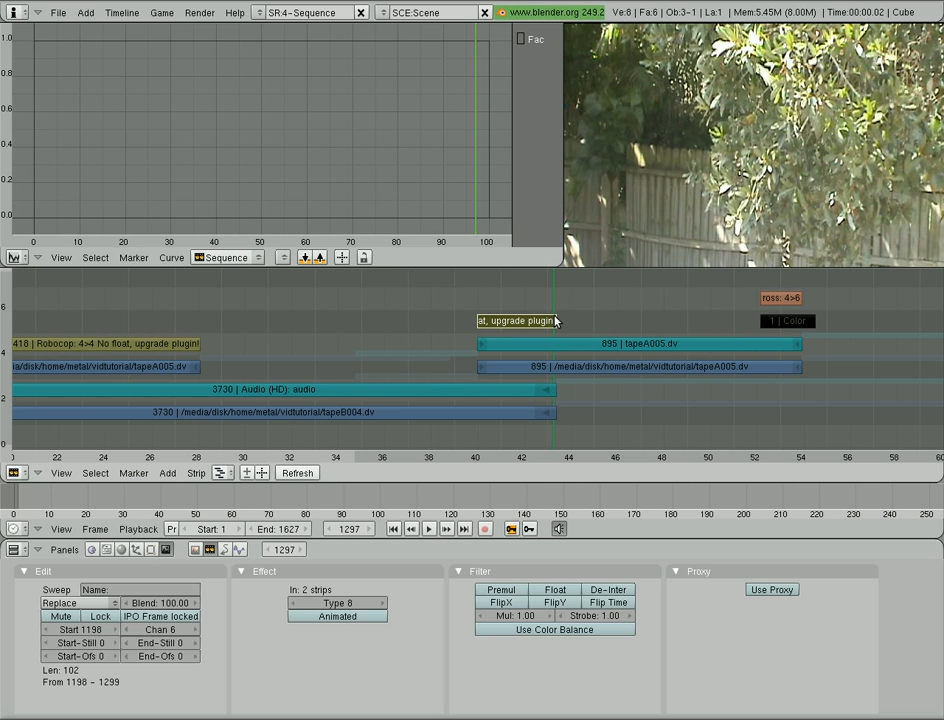 File Add Timeline Game Render Help SR:4-Sequence SCE:Scene www.blender.org 249.2 Ve:8 | Fa:6 | Ob:3-1 | La:1 | Mem:5.45M (8.00M) | Time:00:00.02 | Cube
1.0
0.8
0.6
0.4
0.2
0.0
Fac
0 10 20 30 40 50 60 70 80 90 100
View Select Marker Curve Sequence
ross: 4>6
6
at, upgrade plugin
1 | Color
418 | Robocop: 4>4 No float, upgrade plugin!
895 | tapeA005.dv
4
ia/disk/home/metal/vidtutorial/tapeA005.dv
895 | /media/disk/home/metal/vidtutorial/tapeA005.dv
3730 | Audio (HD): audio
2
3730 | /media/disk/home/metal/vidtutorial/tapeB004.dv
0
22 24 26 28 30 32 34 36 38 40 42 44 46 48 50 52 54 56 58 60
View Select Marker Add Strip Refresh
0 10 20 30 40 50 60 70 80 90 100 110 120 130 140 150 160 170 180 190 200 210 220 230 240 250
View Frame Playback Pr Start: 1 End: 1627 1297
Panels 1297
Edit Effect Filter Proxy
Sweep Name:
Replace Blend: 100.00
Mute Lock IPO Frame locked
Start 1198 Chan 6
Start-Still 0 End-Still 0
Start-Ofs 0 End-Ofs 0
Len: 102
From 1198 - 1299
In: 2 strips
Type 8
Animated
Premul Float De-Inter
FlipX FlipY Flip Time
Mul: 1.00 Strobe: 1.00
Use Color Balance
Use Proxy